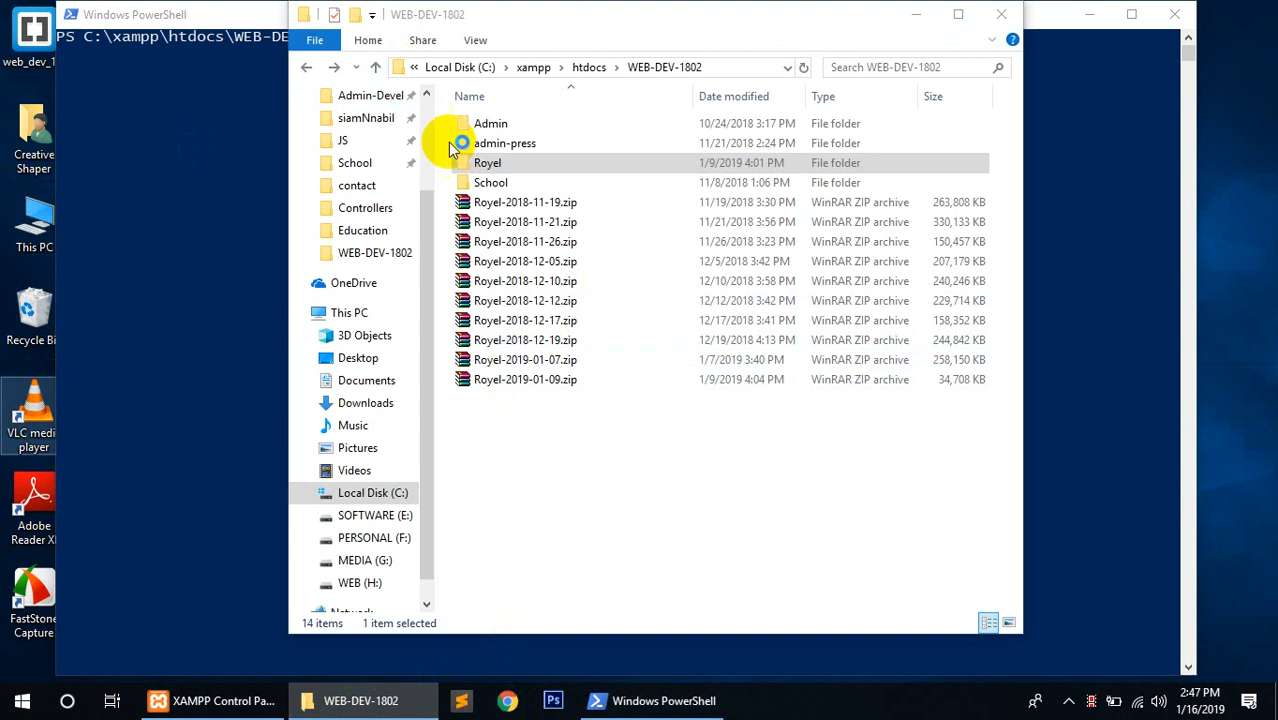 Windows PowerShell
WEB-DEV-1802
PS C:\xampp\htdocs\WEB-DE
File Home Share View
Local Disk (C:) xampp htdocs WEB-DEV-1802
Search WEB-DEV-1802
Name Date modified Type Size
Admin 10/24/2018 3:17 PM File folder
admin-press 11/21/2018 2:24 PM File folder
Royel 1/9/2019 4:01 PM File folder
School 11/8/2018 1:06 PM File folder
Royel-2018-11-19.zip 11/19/2018 3:30 PM WinRAR ZIP archive 263,808 KB
Royel-2018-11-21.zip 11/21/2018 3:56 PM WinRAR ZIP archive 330,133 KB
Royel-2018-11-26.zip 11/26/2018 3:23 PM WinRAR ZIP archive 150,457 KB
Royel-2018-12-05.zip 12/5/2018 3:42 PM WinRAR ZIP archive 207,179 KB
Royel-2018-12-10.zip 12/10/2018 3:58 PM WinRAR ZIP archive 240,246 KB
Royel-2018-12-12.zip 12/12/2018 3:42 PM WinRAR ZIP archive 229,714 KB
Royel-2018-12-17.zip 12/17/2018 3:41 PM WinRAR ZIP archive 158,352 KB
Royel-2018-12-19.zip 12/19/2018 4:13 PM WinRAR ZIP archive 244,842 KB
Royel-2019-01-07.zip 1/7/2019 3:40 PM WinRAR ZIP archive 258,150 KB
Royel-2019-01-09.zip 1/9/2019 4:04 PM WinRAR ZIP archive 34,708 KB
Admin-Devel
siamNnabil
JS
School
contact
Controllers
Education
WEB-DEV-1802
OneDrive
This PC
3D Objects
Desktop
Documents
Downloads
Music
Pictures
Videos
Local Disk (C:)
SOFTWARE (E:)
PERSONAL (F:)
MEDIA (G:)
WEB (H:)
Network
14 items 1 item selected
web_dev_1
Creative
Shaper
This PC
Recycle Bi
VLC medi
player
Adobe
Reader X
FastStone
Capture
XAMPP Control Pa...
WEB-DEV-1802
Ps
Windows PowerShell
2:47 PM
1/16/2019